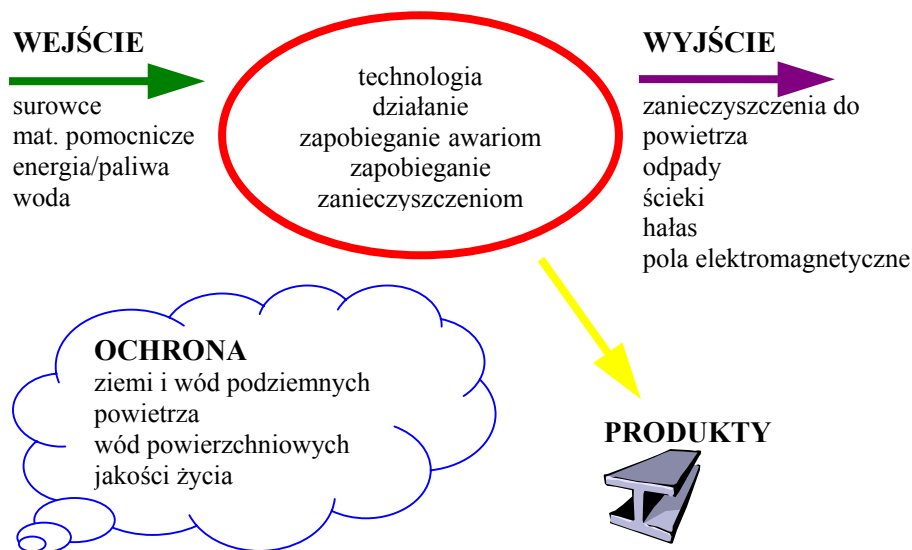 WEJŚCIE
surowce
mat. pomocnicze
energia/paliwa
woda
technologia
działanie
zapobieganie awariom
zapobieganie
zanieczyszczeniom
WYJŚCIE
zanieczyszczenia do
powietrza
odpady
ścieki
hałas
pola elektromagnetyczne
OCHRONA
ziemi i wód podziemnych
powietrza
wód powierzchniowych
jakości życia
PRODUKTY